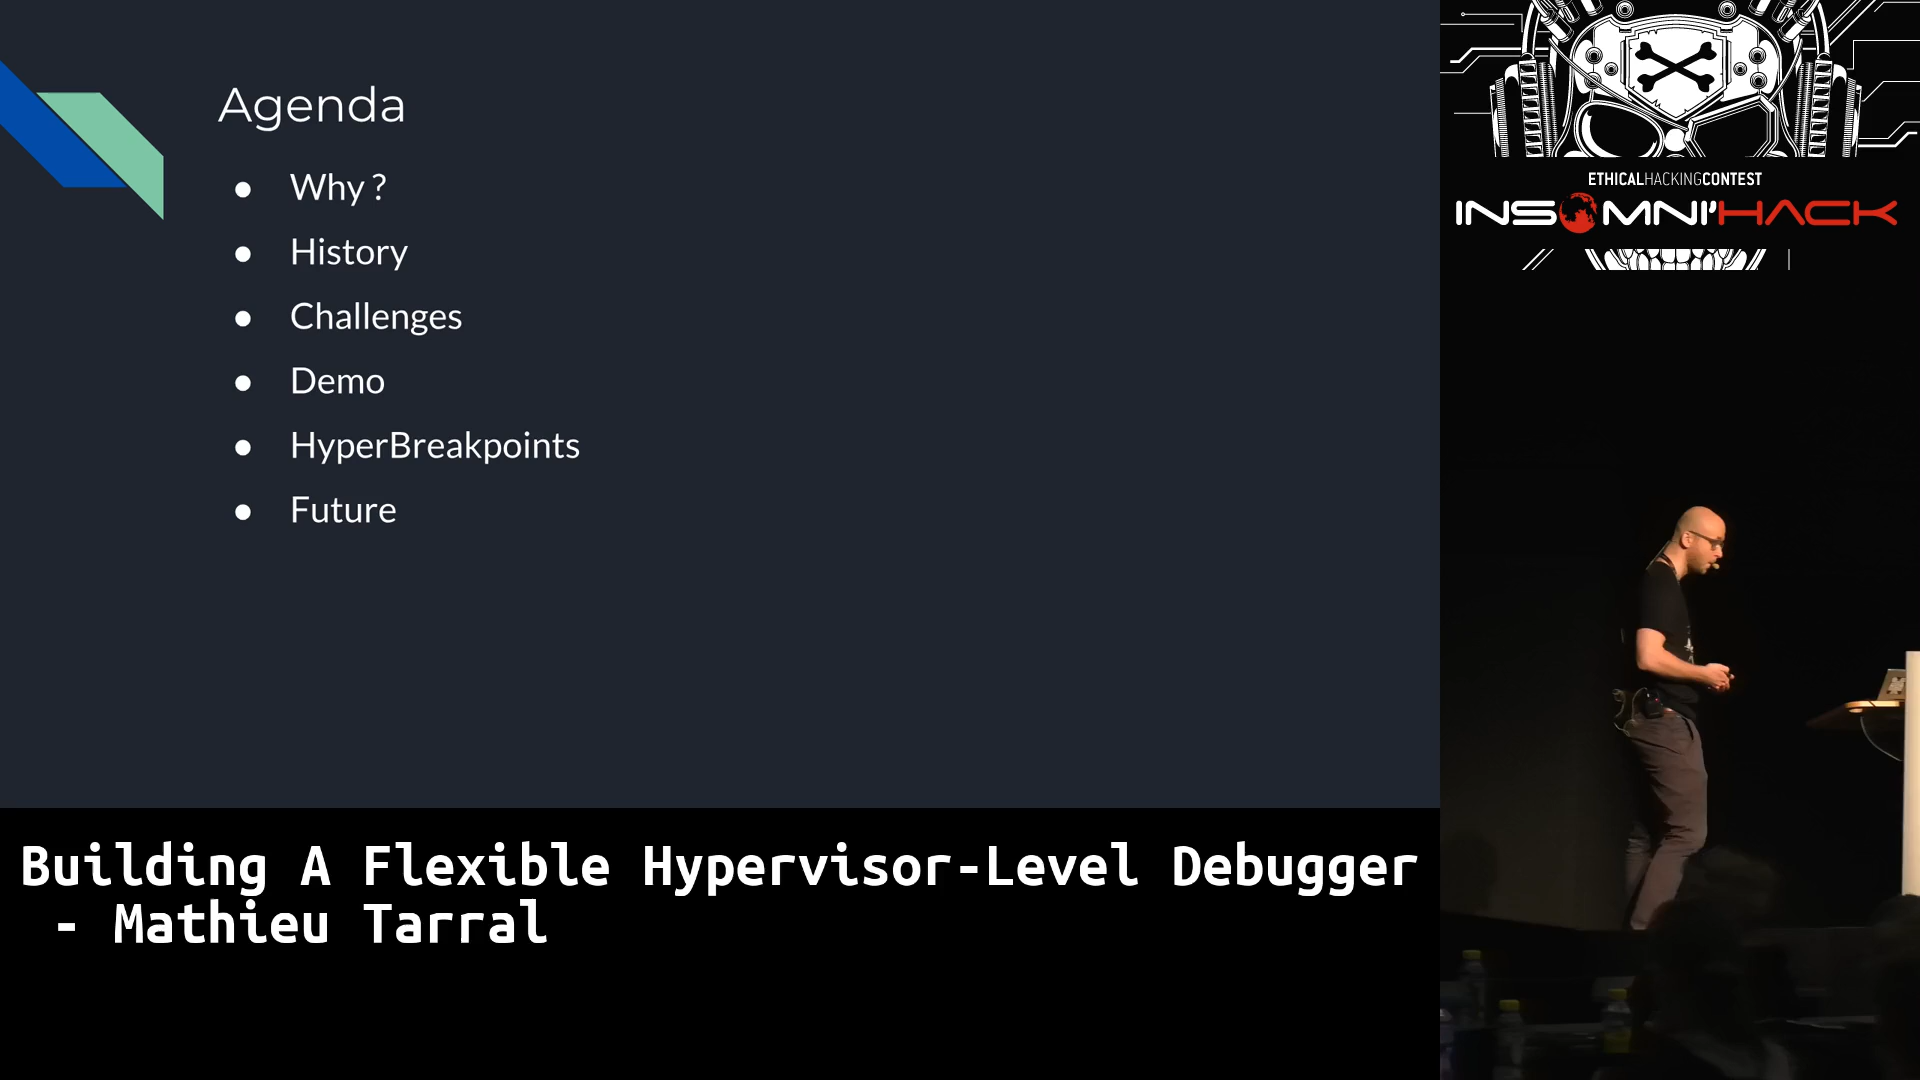 Agenda
● Why ?
● History
● Challenges
● Demo
● HyperBreakpoints
● Future
ETHICALHACKINGCONTEST
INSOMNI'HACK
Building A Flexible Hypervisor-Level Debugger
- Mathieu Tarral